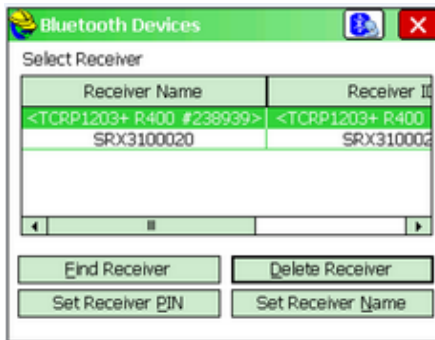 Bluetooth Devices
Select Receiver
Receiver Name Receiver ID
<TCRP1203+ R400 #238939> <TCRP1203+ R400
SRX3100020 SRX310002
Find Receiver Delete Receiver
Set Receiver PIN Set Receiver Name